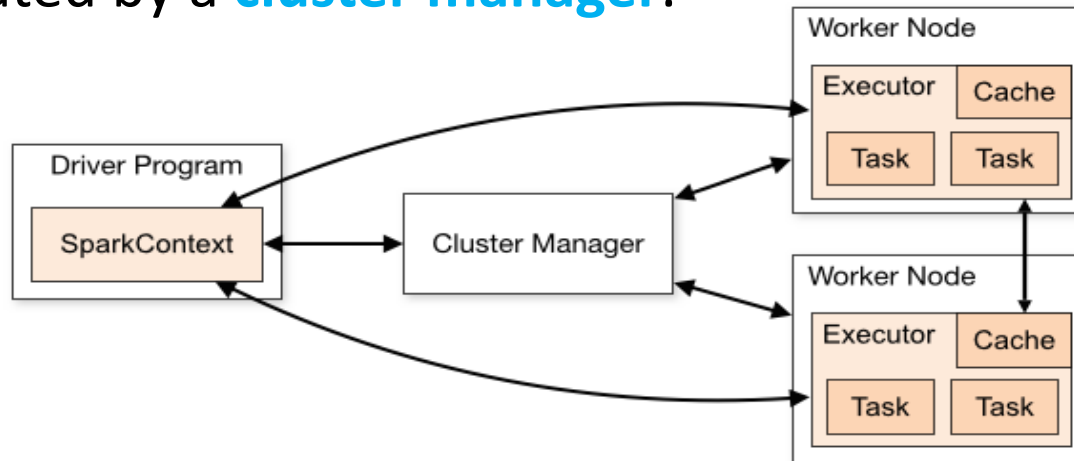 ated by a cluster manager.
Worker Node
Executor
Cache
Task
Task
Driver Program
SparkContext
Cluster Manager
Worker Node
Executor
Cache
Task
Task